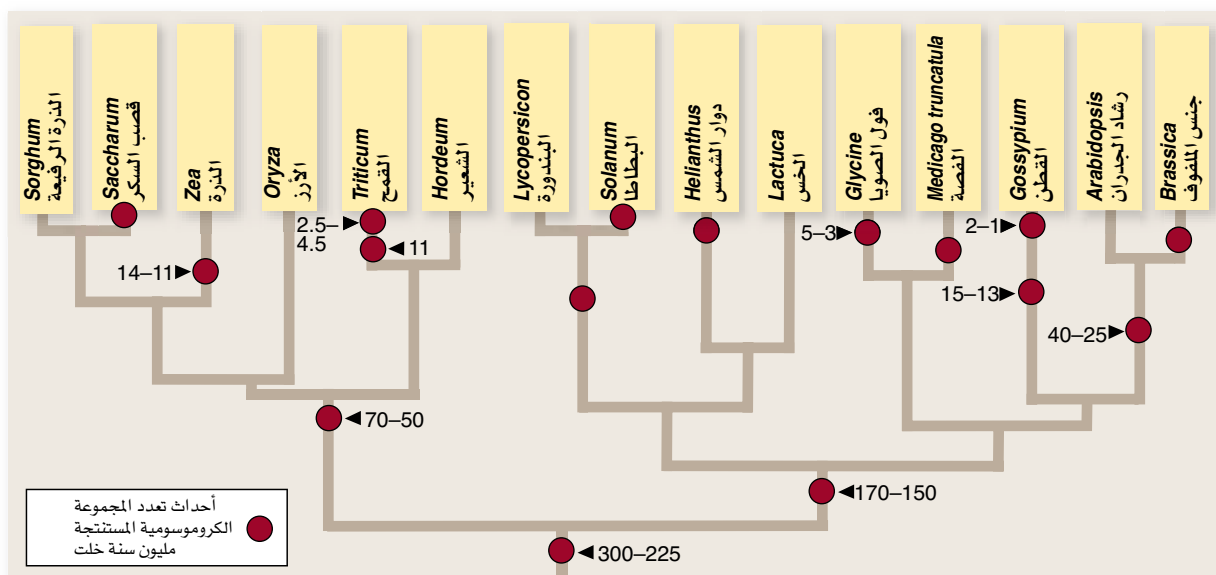 Sorghum
الذرة الرفيعة
Saccharum
قصب السكر
Zea
الذرة
Oryza
الأرز
Triticum
القمح
Hordeum
الشعير
Lycopersicon
البندورة
Solanum
البطاطا
Helianthus
دوار الشمس
Lactuca
الخس
Glycine
فول الصويا
Medicago truncatula
الفصة
Gossypium
القطن
Arabidopsis
رشاد الجدران
Brassica
جنس الملفوف
2.5–
4.5
11
14–11
5–3
2–1
15–13
40–25
70–50
170–150
300–225
أحداث تعدد المجموعة
الكروموسومية المستنتجة
مليون سنة خلت